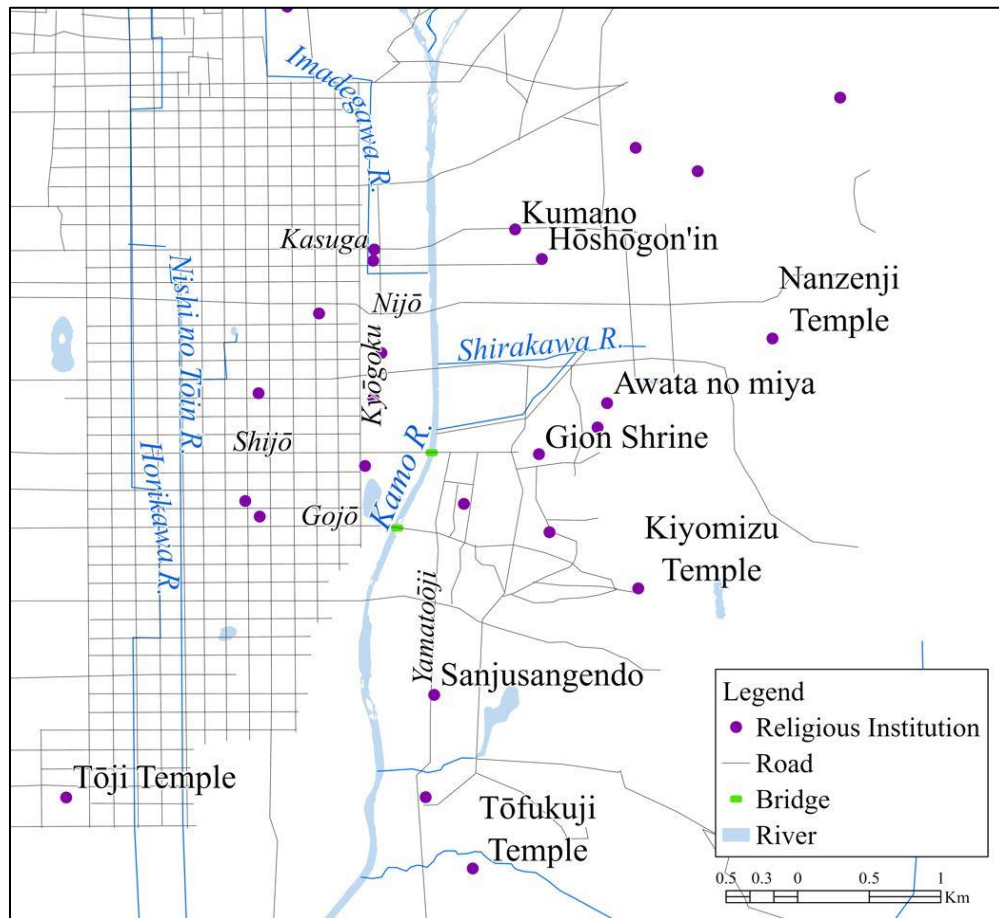 Imadegawa R.
Kumano
Hōshōgon'in
Kasuga
Nishi no Tōin R.
Nanzenji
Temple
Nijō
Kyōgoku
Shirakawa R.
Awata no miya
Shijō
Gion Shrine
Kamo R.
Horikawa R.
Gojō
Kiyomizu
Temple
Yamatoōji
Sanjusangendo
Tōji Temple
Tōfukuji
Temple
Legend
Religious Institution
Road
Bridge
River
0.5 0.3 0 0.5 1
Km